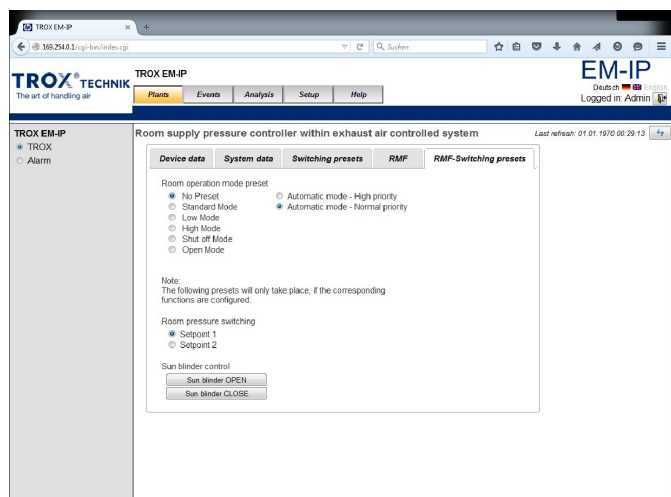 TROX EM-IP
169.254.0.1/cgi-bin/index.cgi
Suchen
TROX® TECHNIK
The art of handling air
TROX EM-IP
Plants Events Analysis Setup Help
EM-IP
Deutsch English
Logged in: Admin
TROX EM-IP
TROX
Alarm
Room supply pressure controller within exhaust air controlled system
Last refresh: 01.01.1970 00:29:13
Device data System data Switching presets RMF RMF-Switching presets
Room operation mode preset
No Preset Automatic mode - High priority
Standard Mode Automatic mode - Normal priority
Low Mode
High Mode
Shut off Mode
Open Mode
Note:
The following presets will only take place, if the corresponding
functions are configured.
Room pressure switching
Setpoint 1
Setpoint 2
Sun blinder control
Sun blinder OPEN
Sun blinder CLOSE